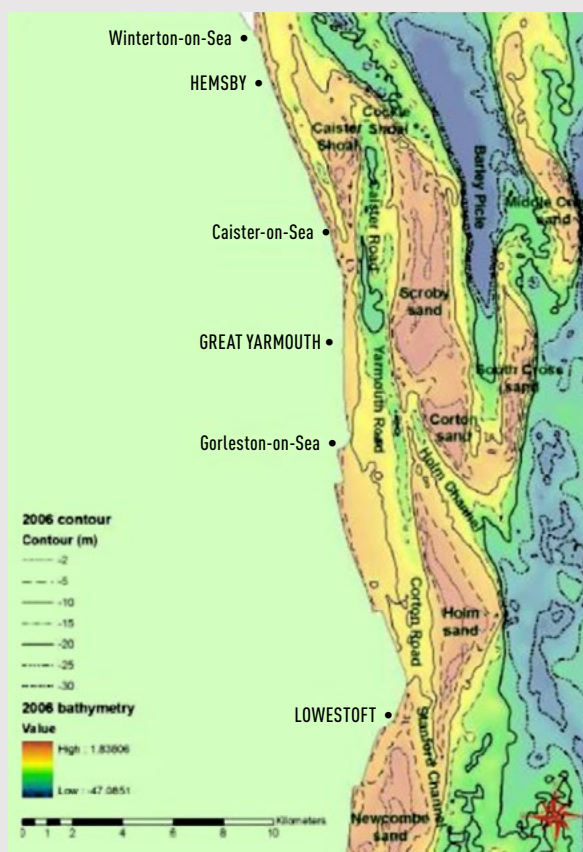 Winterton-on-Sea
HEMSBY
Cockle
Shoal
Caister
Shoal
Barley Picle
Caister Road
Middle Cross
sand
Caister-on-Sea
Scroby
sand
GREAT YARMOUTH
Yarmouth Road
South Cross
sand
Corton
sand
Gorleston-on-Sea
Holm Channel
2006 contour
Contour (m)
-2
-5
-10
-15
-20
-25
-30
Corton Road
Holm
sand
2006 bathymetry
Value
High : 1.83806
Low : -47.0851
LOWESTOFT
Stanford Channel
Newcombe
sand
Kilometers
0 1 2 4 6 8 10